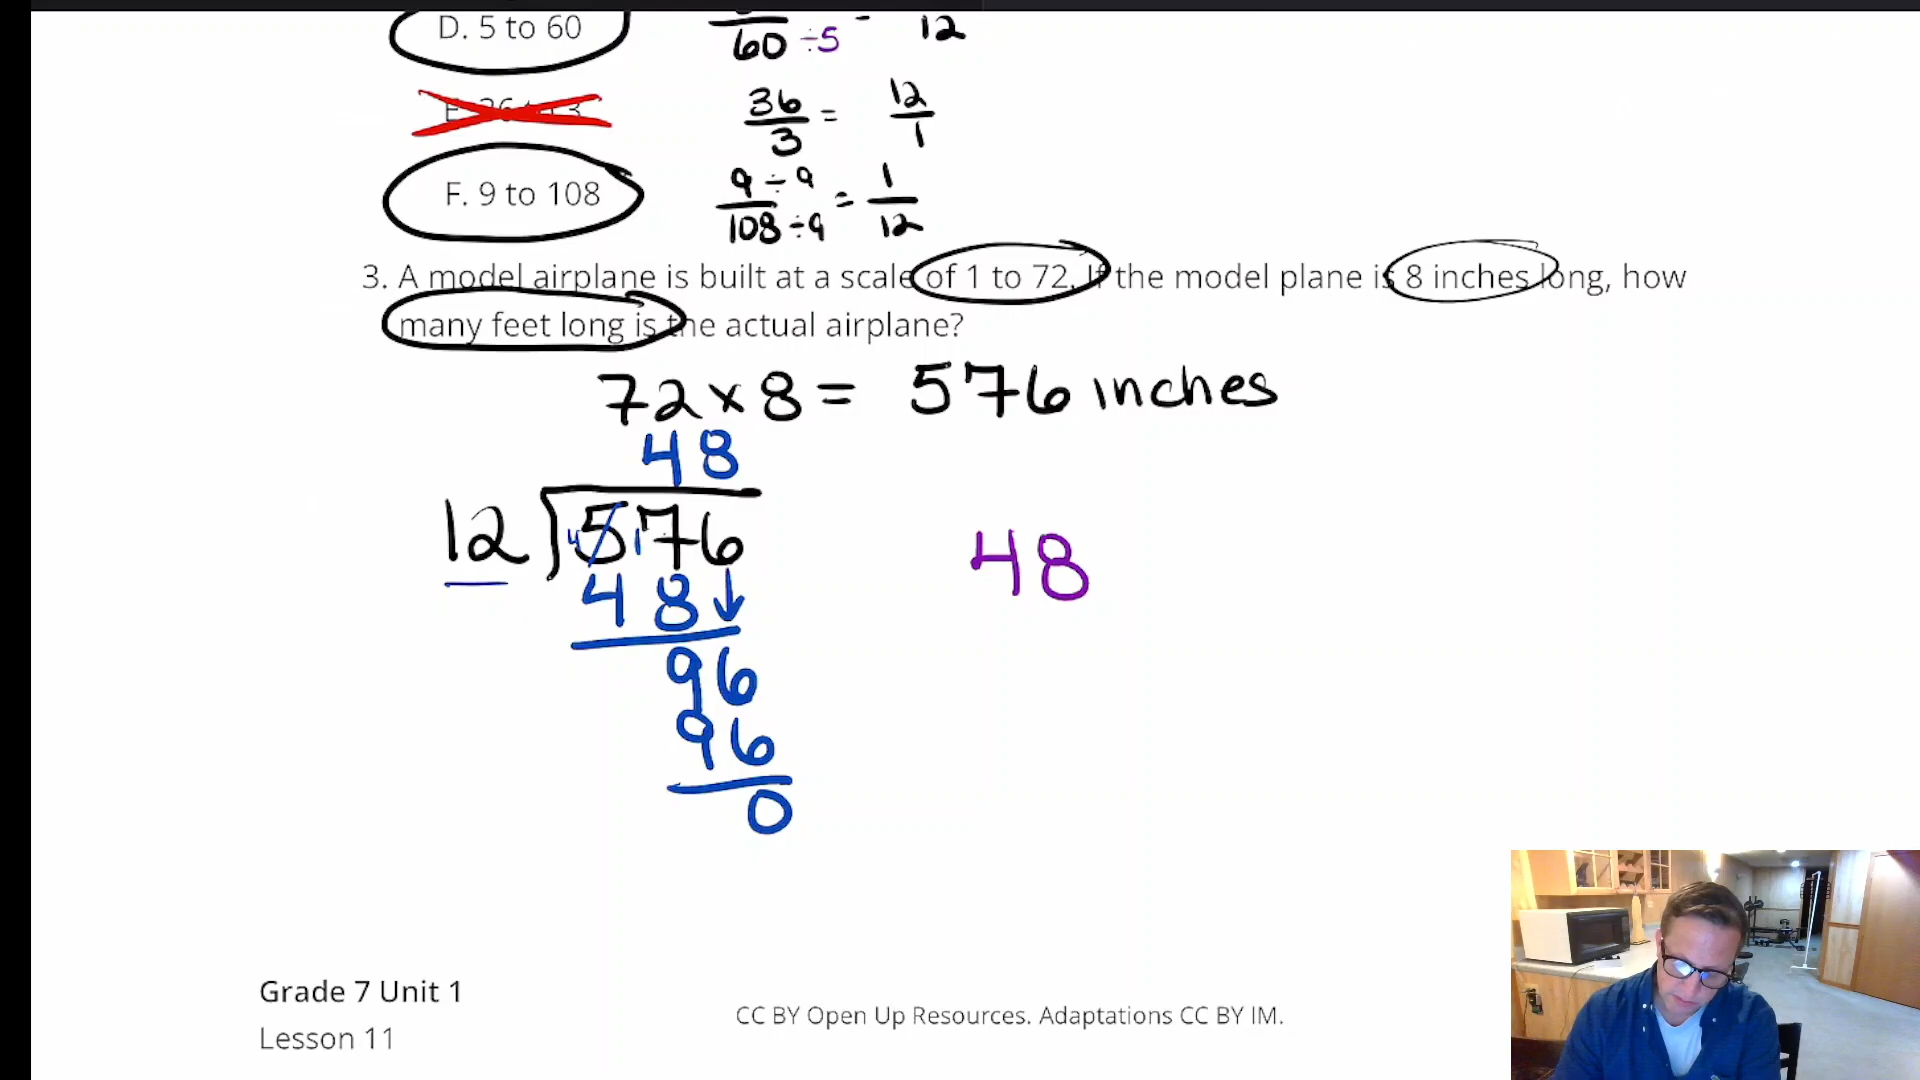 D. 5 to 60
60 ÷5 = 12
36/3 = 12/1
F. 9 to 108
9 ÷ 9 / 108 ÷ 9 = 1/12
3. A model airplane is built at a scale of 1 to 72. If the model plane is 8 inches long, how
many feet long is the actual airplane?
72 x 8 = 576 inches
48
12 576
4 1
48
48
96
96
0
Grade 7 Unit 1
Lesson 11
CC BY Open Up Resources. Adaptations CC BY IM.